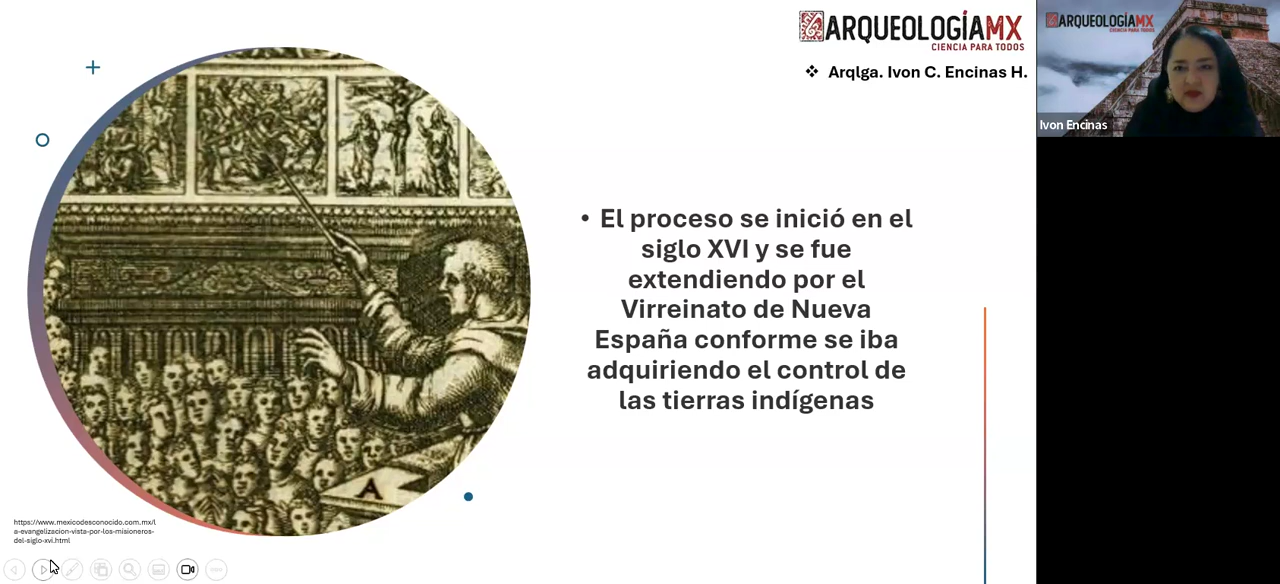 ARQUEOLOGÍAMX
CIENCIA PARA TODOS
❖ Arqlga. Ivon C. Encinas H.
• El proceso se inició en el
siglo XVI y se fue
extendiendo por el
Virreinato de Nueva
España conforme se iba
adquiriendo el control de
las tierras indígenas
A
https://www.mexicodesconocido.com.mx/l
a-evangelizacion-vista-por-los-misioneros-
del-siglo-xvi.html
ARQUEOLOGÍAMX
CIENCIA PARA TODOS
Ivon Encinas